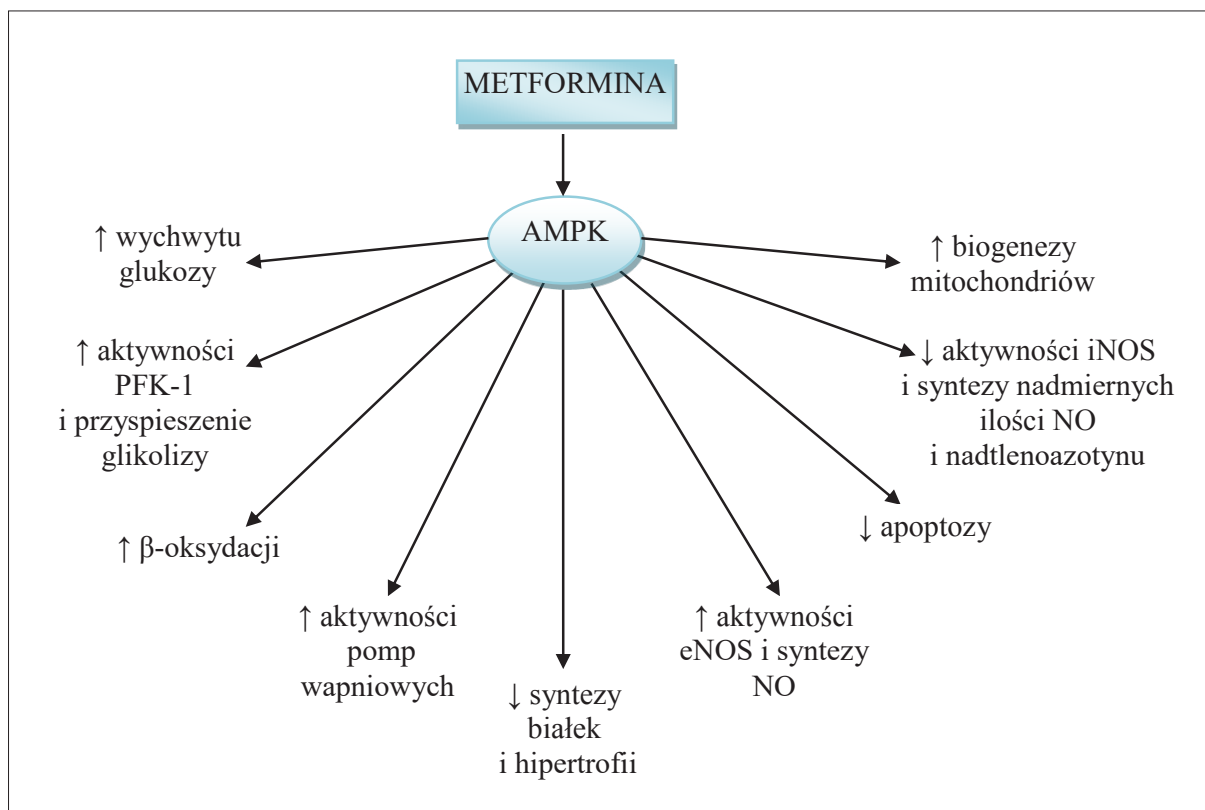 METFORMINA
AMPK
↑ wychwytu
glukozy
↑ aktywności
PFK-1
i przyspieszenie
glikolizy
↑ β-oksydacji
↑ aktywności
pomp
wapniowych
↓ syntezy
białek
i hipertrofii
↑ aktywności
eNOS i syntezy
NO
↓ apoptozy
↓ aktywności iNOS
i syntezy nadmiernych
ilości NO
i nadtlenoazotynu
↑ biogenezy
mitochondriów